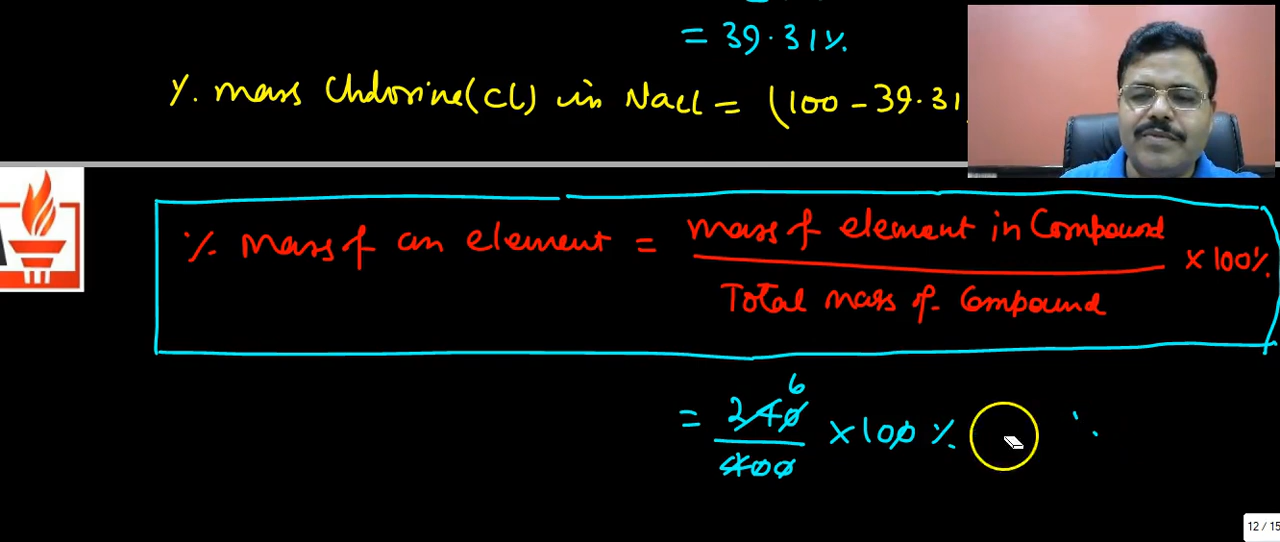 = 39.31%
% mass Chlorine(Cl) in NaCl = (100 - 39.31
% Mass of an element = mass of element in Compound / Total mass of Compound × 100%
6
= 240 / 400 × 100 % %
12 / 15